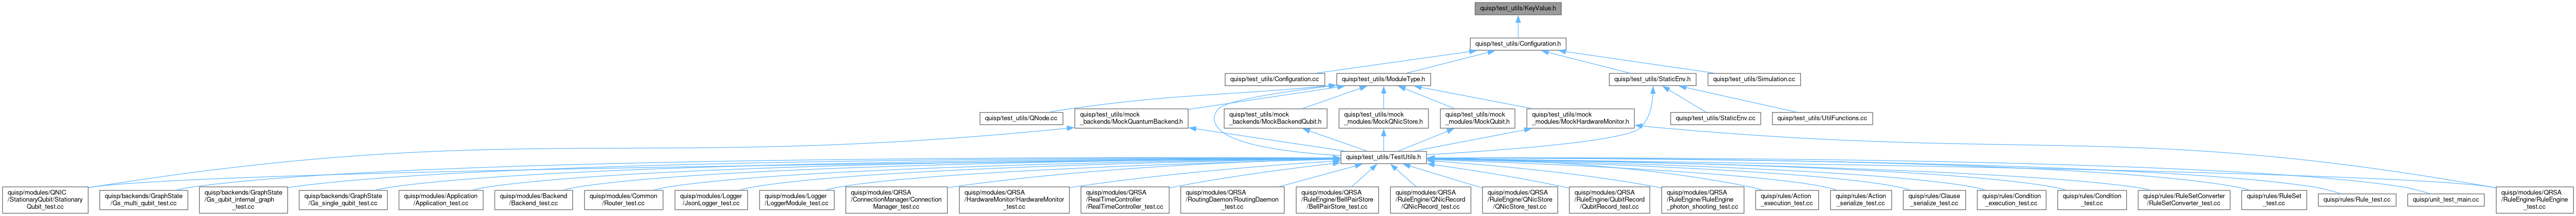 quisp/test_utils/KeyValue.h
quisp/test_utils/Configuration.h
quisp/test_utils/Configuration.cc
quisp/test_utils/ModuleType.h
quisp/test_utils/StaticEnv.h
quisp/test_utils/Simulation.cc
quisp/test_utils/QNode.cc
quisp/test_utils/mock
_backends/MockQuantumBackend.h
quisp/test_utils/mock
_backends/MockBackendQubit.h
quisp/test_utils/mock
_modules/MockQNicStore.h
quisp/test_utils/mock
_modules/MockQubit.h
quisp/test_utils/mock
_modules/MockHardwareMonitor.h
quisp/test_utils/StaticEnv.cc
quisp/test_utils/UtilFunctions.cc
quisp/test_utils/TestUtils.h
quisp/modules/QNIC
/StationaryQubit/Stationary
Qubit_test.cc
quisp/backends/GraphState
/Gs_multi_qubit_test.cc
quisp/backends/GraphState
/Gs_qubit_internal_graph
_test.cc
quisp/backends/GraphState
/Gs_single_qubit_test.cc
quisp/modules/Application
/Application_test.cc
quisp/modules/Backend
/Backend_test.cc
quisp/modules/Common
/Router_test.cc
quisp/modules/Logger
/JsonLogger_test.cc
quisp/modules/Logger
/LoggerModule_test.cc
quisp/modules/QRSA
/ConnectionManager/Connection
Manager_test.cc
quisp/modules/QRSA
/HardwareMonitor/HardwareMonitor
_test.cc
quisp/modules/QRSA
/RealTimeController
/RealTimeController_test.cc
quisp/modules/QRSA
/RoutingDaemon/RoutingDaemon
_test.cc
quisp/modules/QRSA
/RuleEngine/BellPairStore
/BellPairStore_test.cc
quisp/modules/QRSA
/RuleEngine/QNicRecord
/QNicRecord_test.cc
quisp/modules/QRSA
/RuleEngine/QNicStore
/QNicStore_test.cc
quisp/modules/QRSA
/RuleEngine/QubitRecord
/QubitRecord_test.cc
quisp/modules/QRSA
/RuleEngine/RuleEngine
_photon_shooting_test.cc
quisp/rules/Action
_execution_test.cc
quisp/rules/Action
_serialize_test.cc
quisp/rules/Clause
_serialize_test.cc
quisp/rules/Condition
_execution_test.cc
quisp/rules/Condition
_test.cc
quisp/rules/RuleSetConverter
/RuleSetConverter_test.cc
quisp/rules/RuleSet
_test.cc
quisp/rules/Rule_test.cc
quisp/unit_test_main.cc
quisp/modules/QRSA
/RuleEngine/RuleEngine
_test.cc